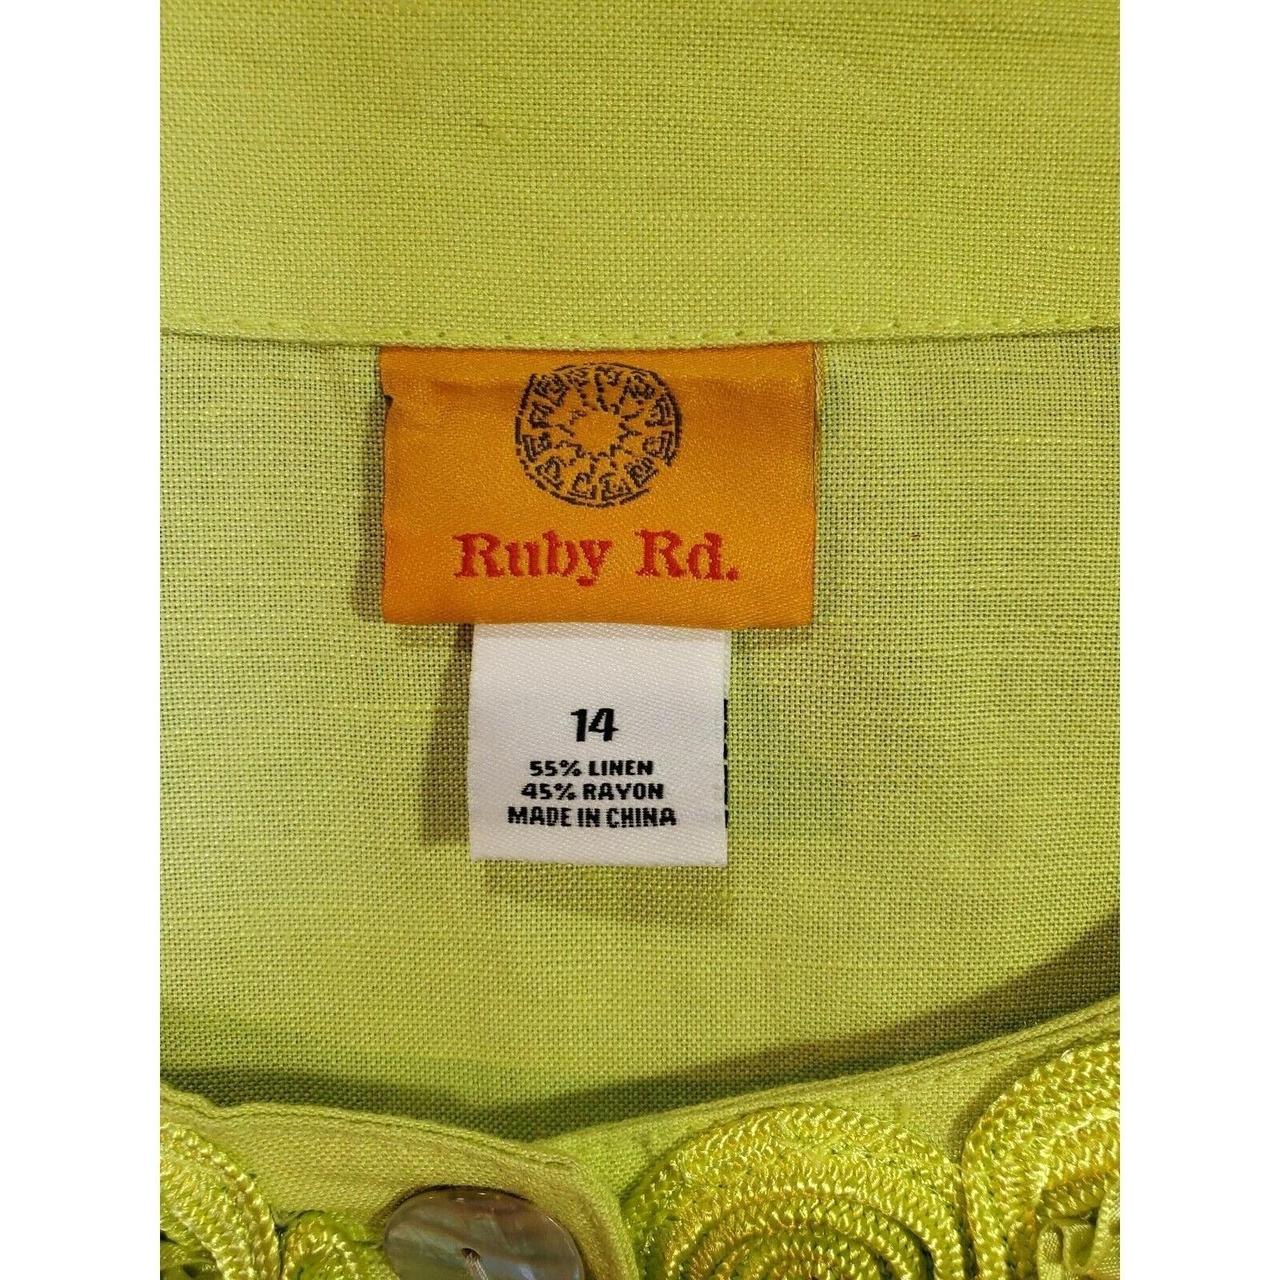 Ruby Rd.
14
55% LINEN
45% RAYON
MADE IN CHINA